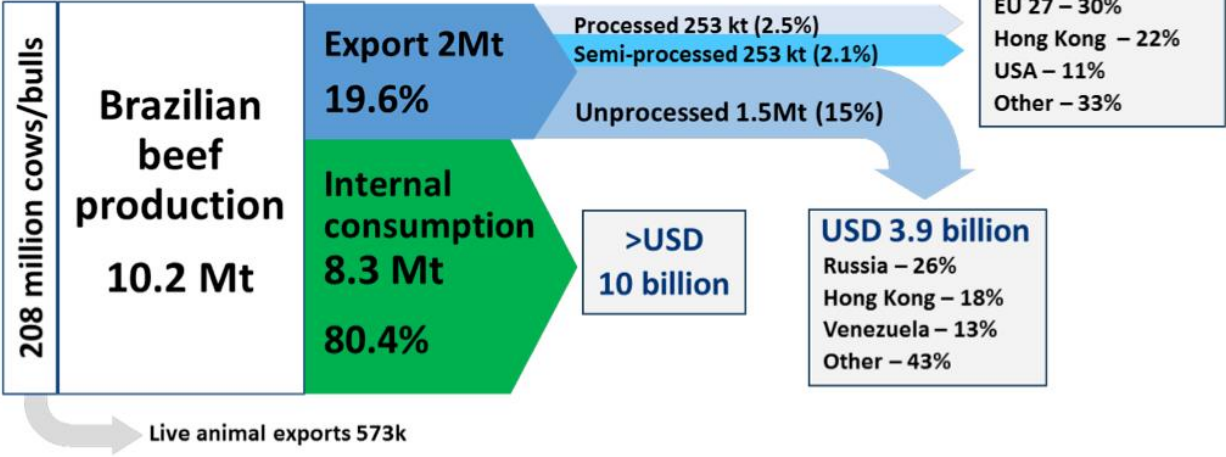 208 million cows/bulls
Brazilian
beef
production
10.2 Mt
Export 2Mt
19.6%
Internal
consumption
8.3 Mt
80.4%
Processed 253 kt (2.5%)
Semi-processed 253 kt (2.1%)
Unprocessed 1.5Mt (15%)
EU 27 – 30%
Hong Kong – 22%
USA – 11%
Other – 33%
>USD
10 billion
USD 3.9 billion
Russia – 26%
Hong Kong – 18%
Venezuela – 13%
Other – 43%
Live animal exports 573k